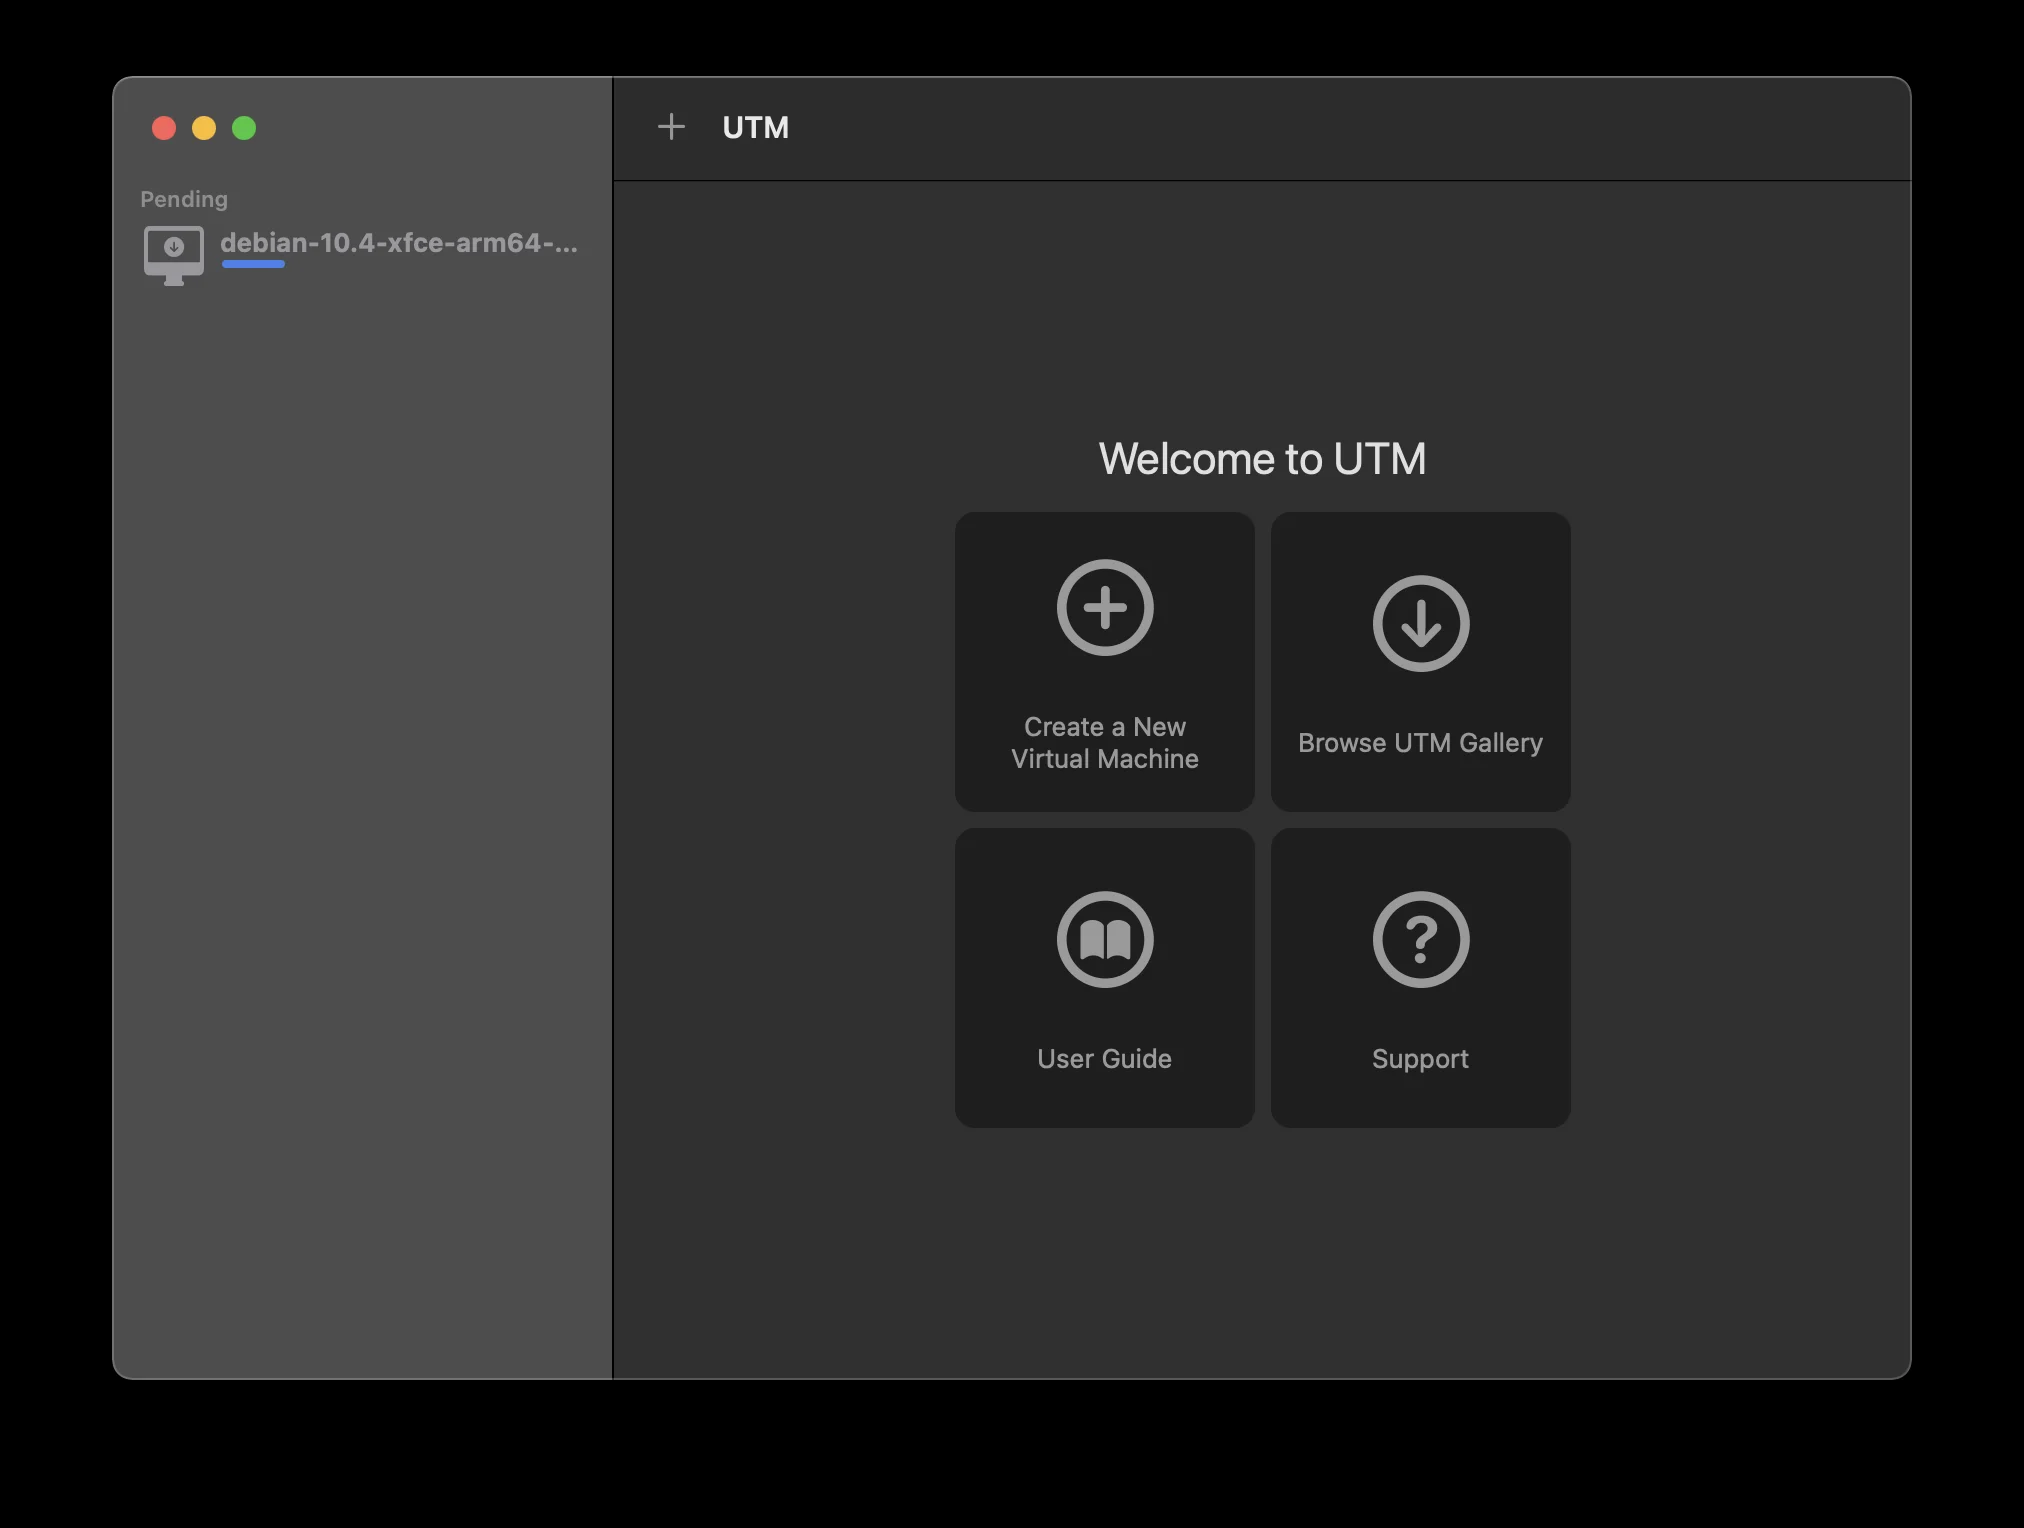 UTM
Pending
debian-10.4-xfce-arm64-...
Welcome to UTM
Create a New
Virtual Machine
Browse UTM Gallery
User Guide
Support